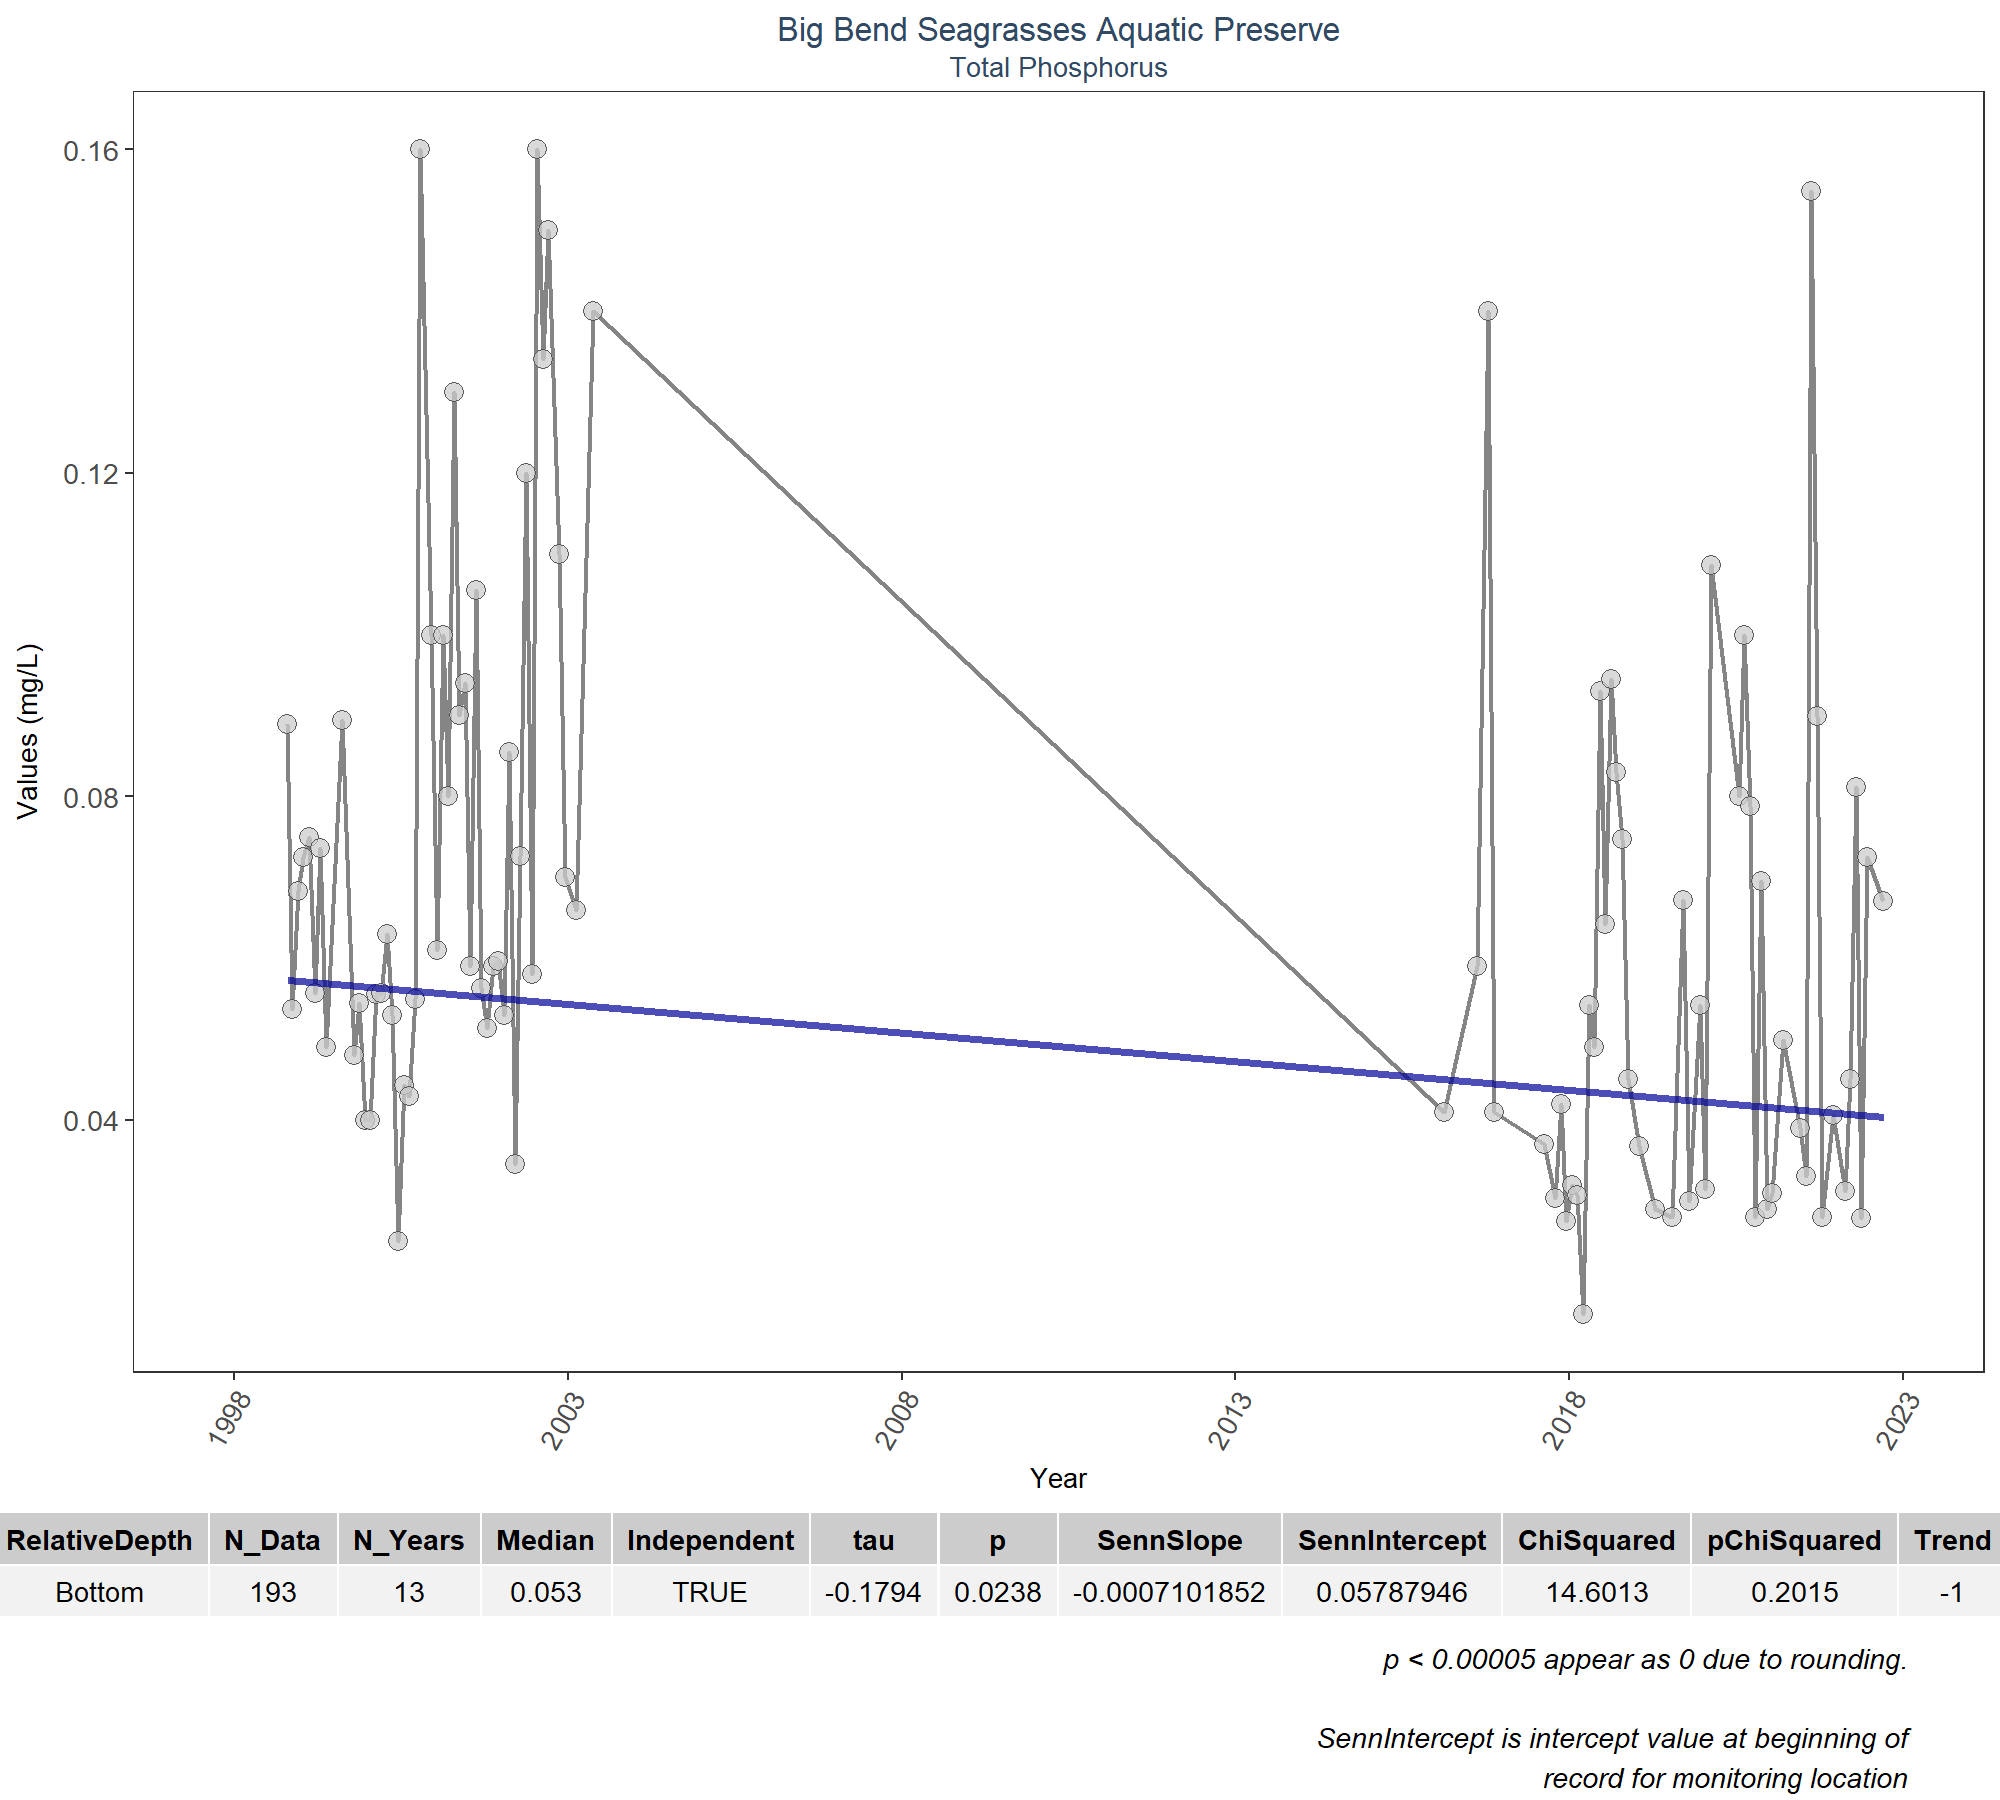 Big Bend Seagrasses Aquatic Preserve
Total Phosphorus
0.16
0.12
0.08
0.04
Values (mg/L)
1998
2003
2008
2013
2018
2023
Year
RelativeDepth N_Data N_Years Median Independent tau p SennSlope SennIntercept ChiSquared pChiSquared Trend
Bottom 193 13 0.053 TRUE -0.1794 0.0238 -0.0007101852 0.05787946 14.6013 0.2015 -1
p < 0.00005 appear as 0 due to rounding.
SennIntercept is intercept value at beginning of
record for monitoring location